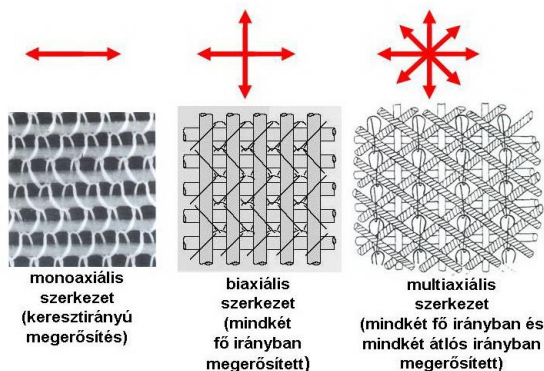 monoaxiális
szerkezet
(keresztirányú
megerősítés)
biaxiális
szerkezet
(mindkét
fő irányban
megerősített)
multiaxiális
szerkezet
(mindkét fő irányban és
mindkét átlós irányban
megerősített)